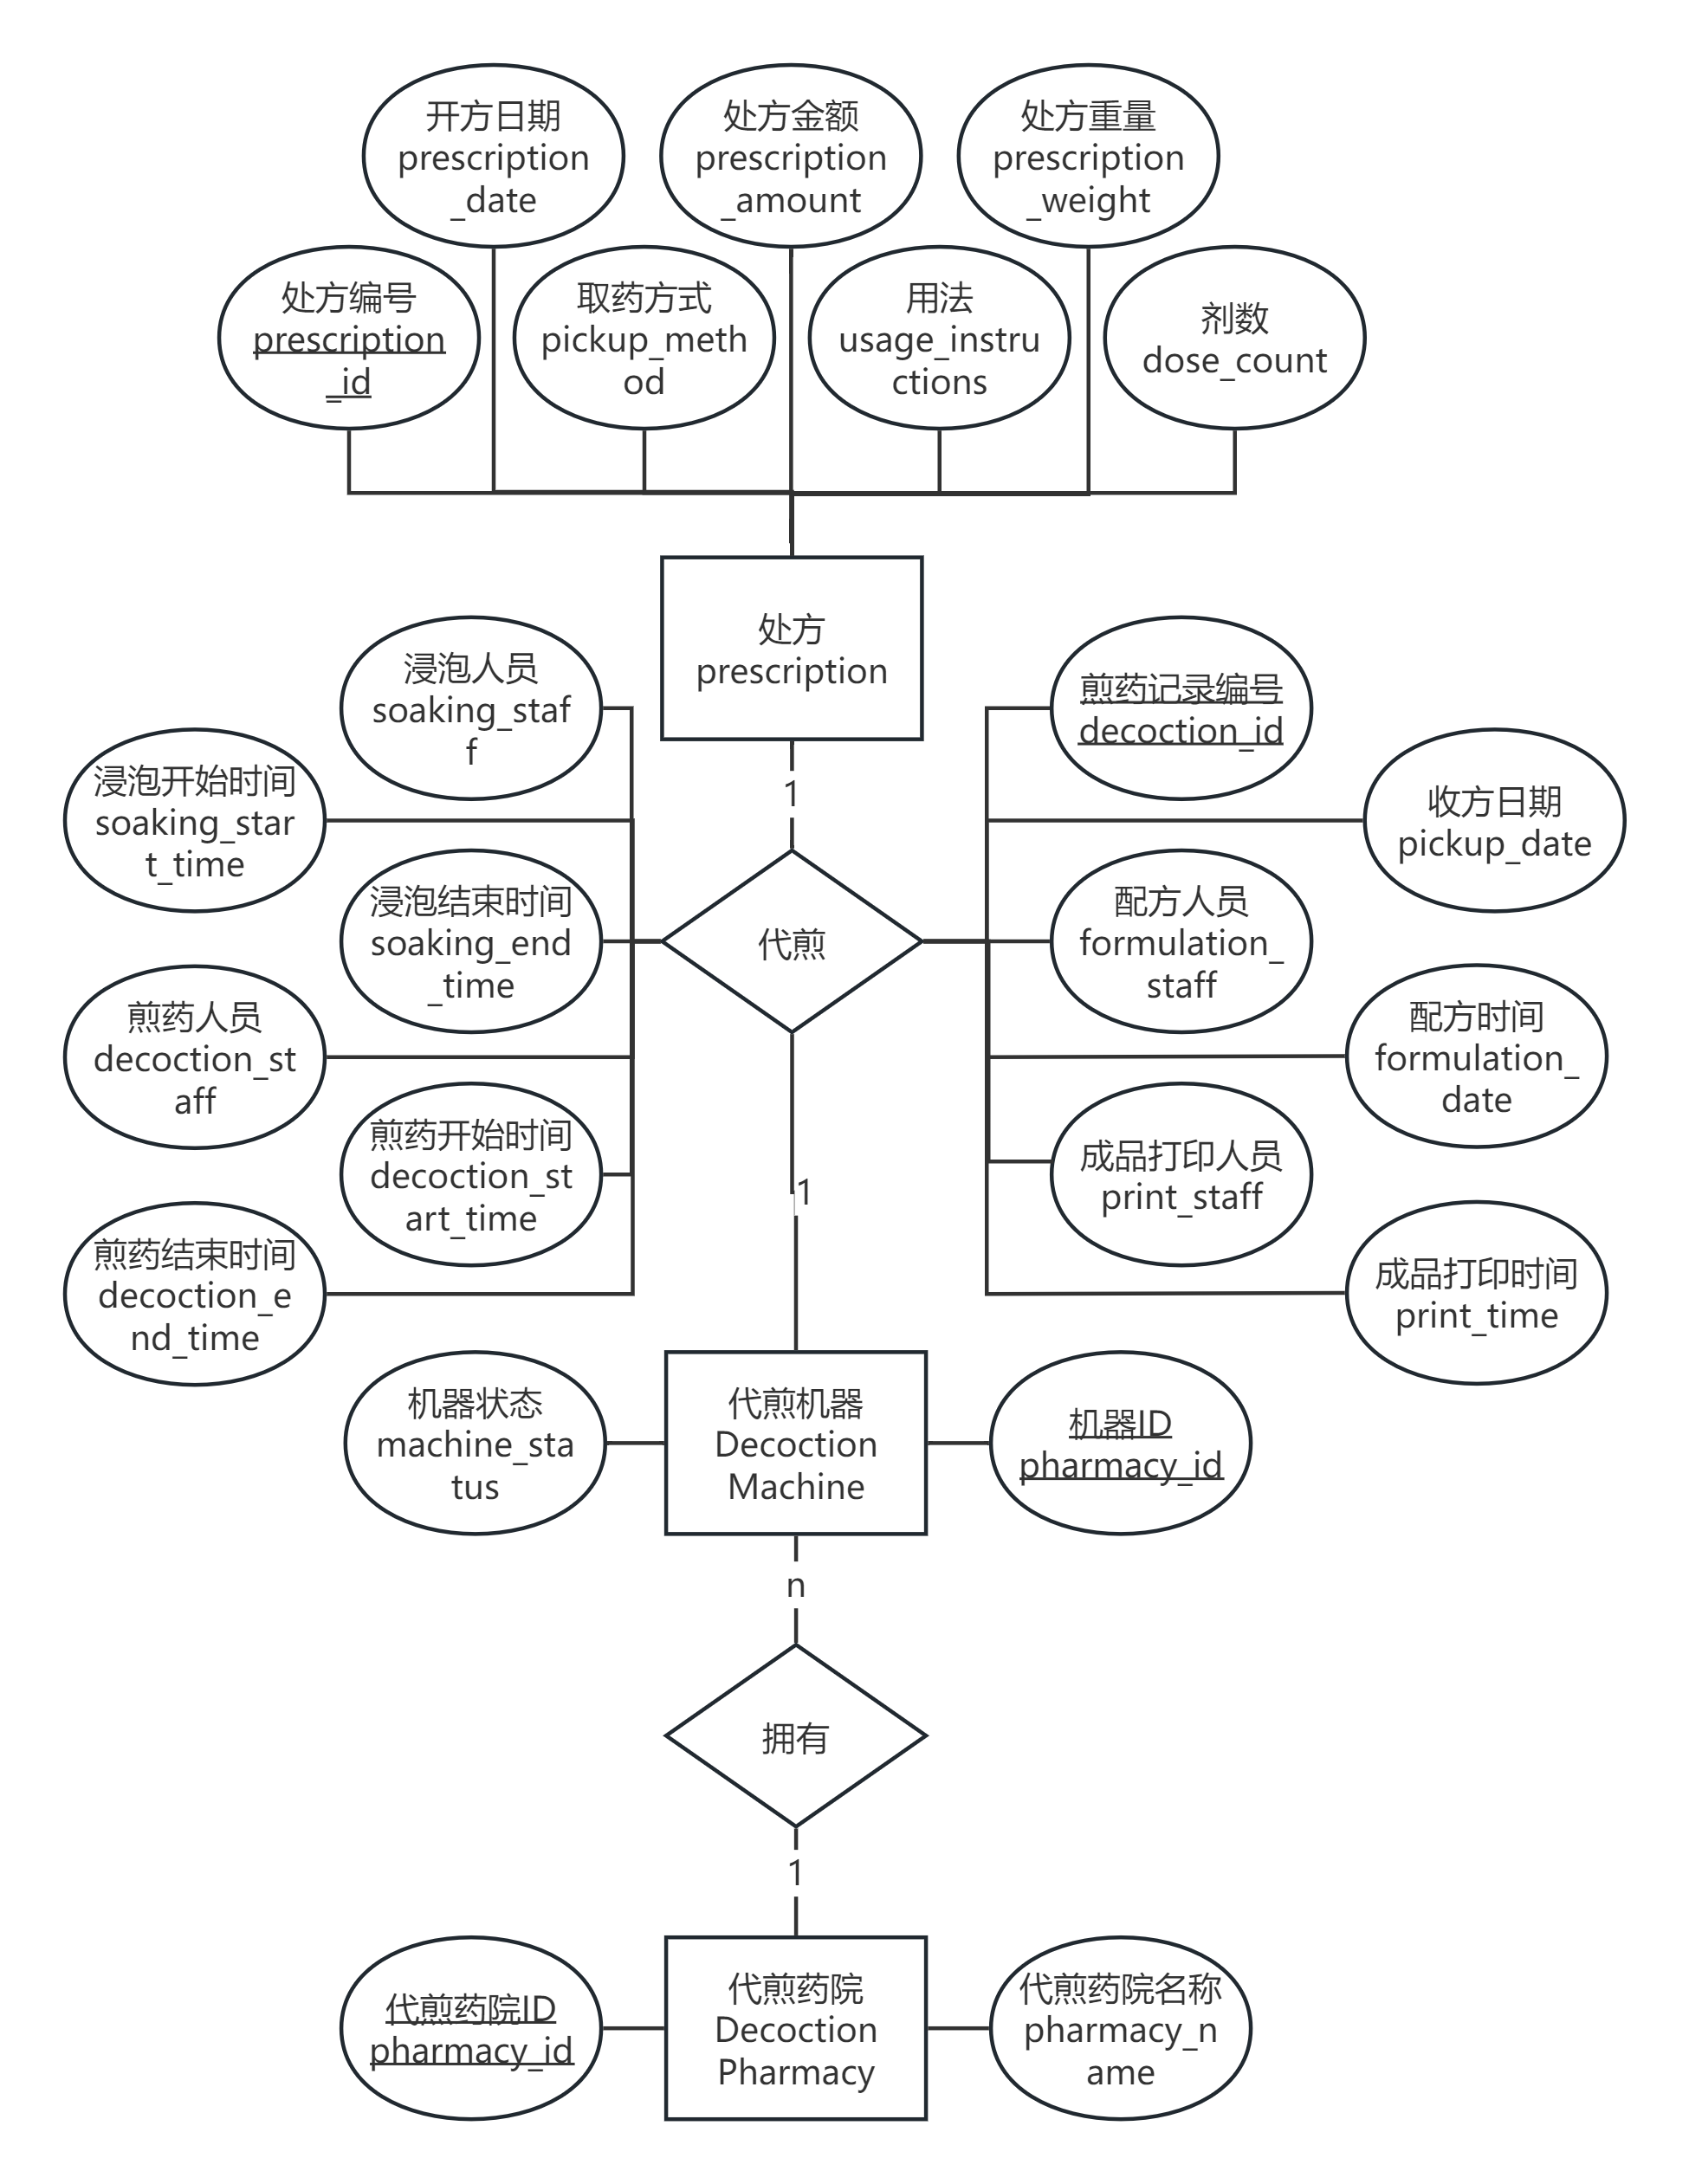 开方日期
prescription
_date
处方金额
prescription
_amount
处方重量
prescription
_weight
处方编号
prescription
_id
取药方式
pickup_meth
od
用法
usage_instru
ctions
剂数
dose_count
处方
prescription
浸泡人员
soaking_staf
f
煎药记录编号
decoction_id
浸泡开始时间
soaking_star
t_time
1
收方日期
pickup_date
浸泡结束时间
soaking_end
_time
代煎
配方人员
formulation_
staff
煎药人员
decoction_st
aff
配方时间
formulation_
date
煎药开始时间
decoction_st
art_time
1
成品打印人员
print_staff
煎药结束时间
decoction_e
nd_time
成品打印时间
print_time
机器状态
machine_sta
tus
代煎机器
Decoction
Machine
机器ID
pharmacy_id
n
拥有
1
代煎药院ID
pharmacy_id
代煎药院
Decoction
Pharmacy
代煎药院名称
pharmacy_n
ame